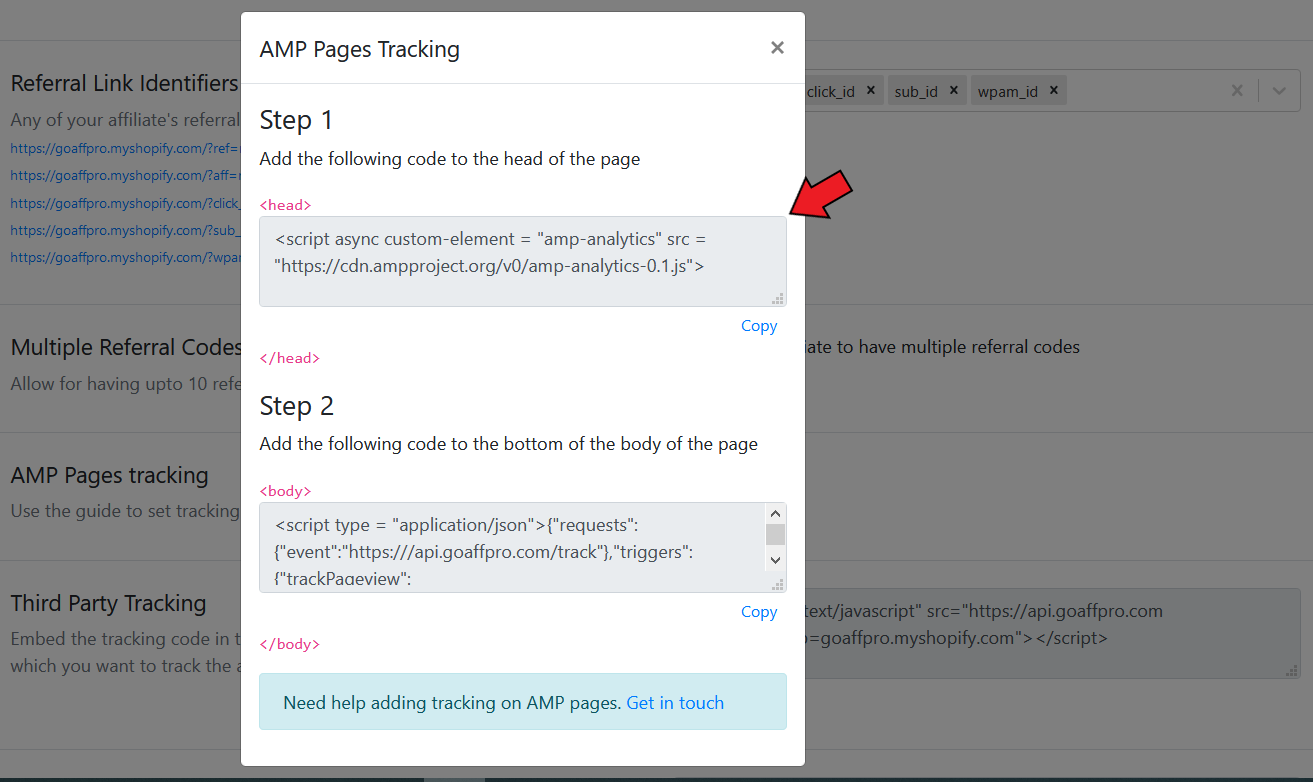 AMP Pages Tracking
×
Step 1
Add the following code to the head of the page
<head>
<script async custom-element = "amp-analytics" src =
"https://cdn.ampproject.org/v0/amp-analytics-0.1.js">
Copy
</head>
Step 2
Add the following code to the bottom of the body of the page
<body>
<script type = "application/json">{"requests":
{"event":"https:///api.goaffpro.com/track"},"triggers":
{"trackPageview":
Copy
</body>
Need help adding tracking on AMP pages. Get in touch
Referral Link Identifiers
Any of your affiliate's referral
https://goaffpro.myshopify.com/?ref=
https://goaffpro.myshopify.com/?aff=
https://goaffpro.myshopify.com/?click_
https://goaffpro.myshopify.com/?sub_
https://goaffpro.myshopify.com/?wpam
click_id × sub_id × wpam_id ×
Multiple Referral Codes
Allow for having upto 10 refe
iate to have multiple referral codes
AMP Pages tracking
Use the guide to set tracking
Third Party Tracking
Embed the tracking code in t
which you want to track the a
text/javascript" src="https://api.goaffpro.com
=goaffpro.myshopify.com"></script>